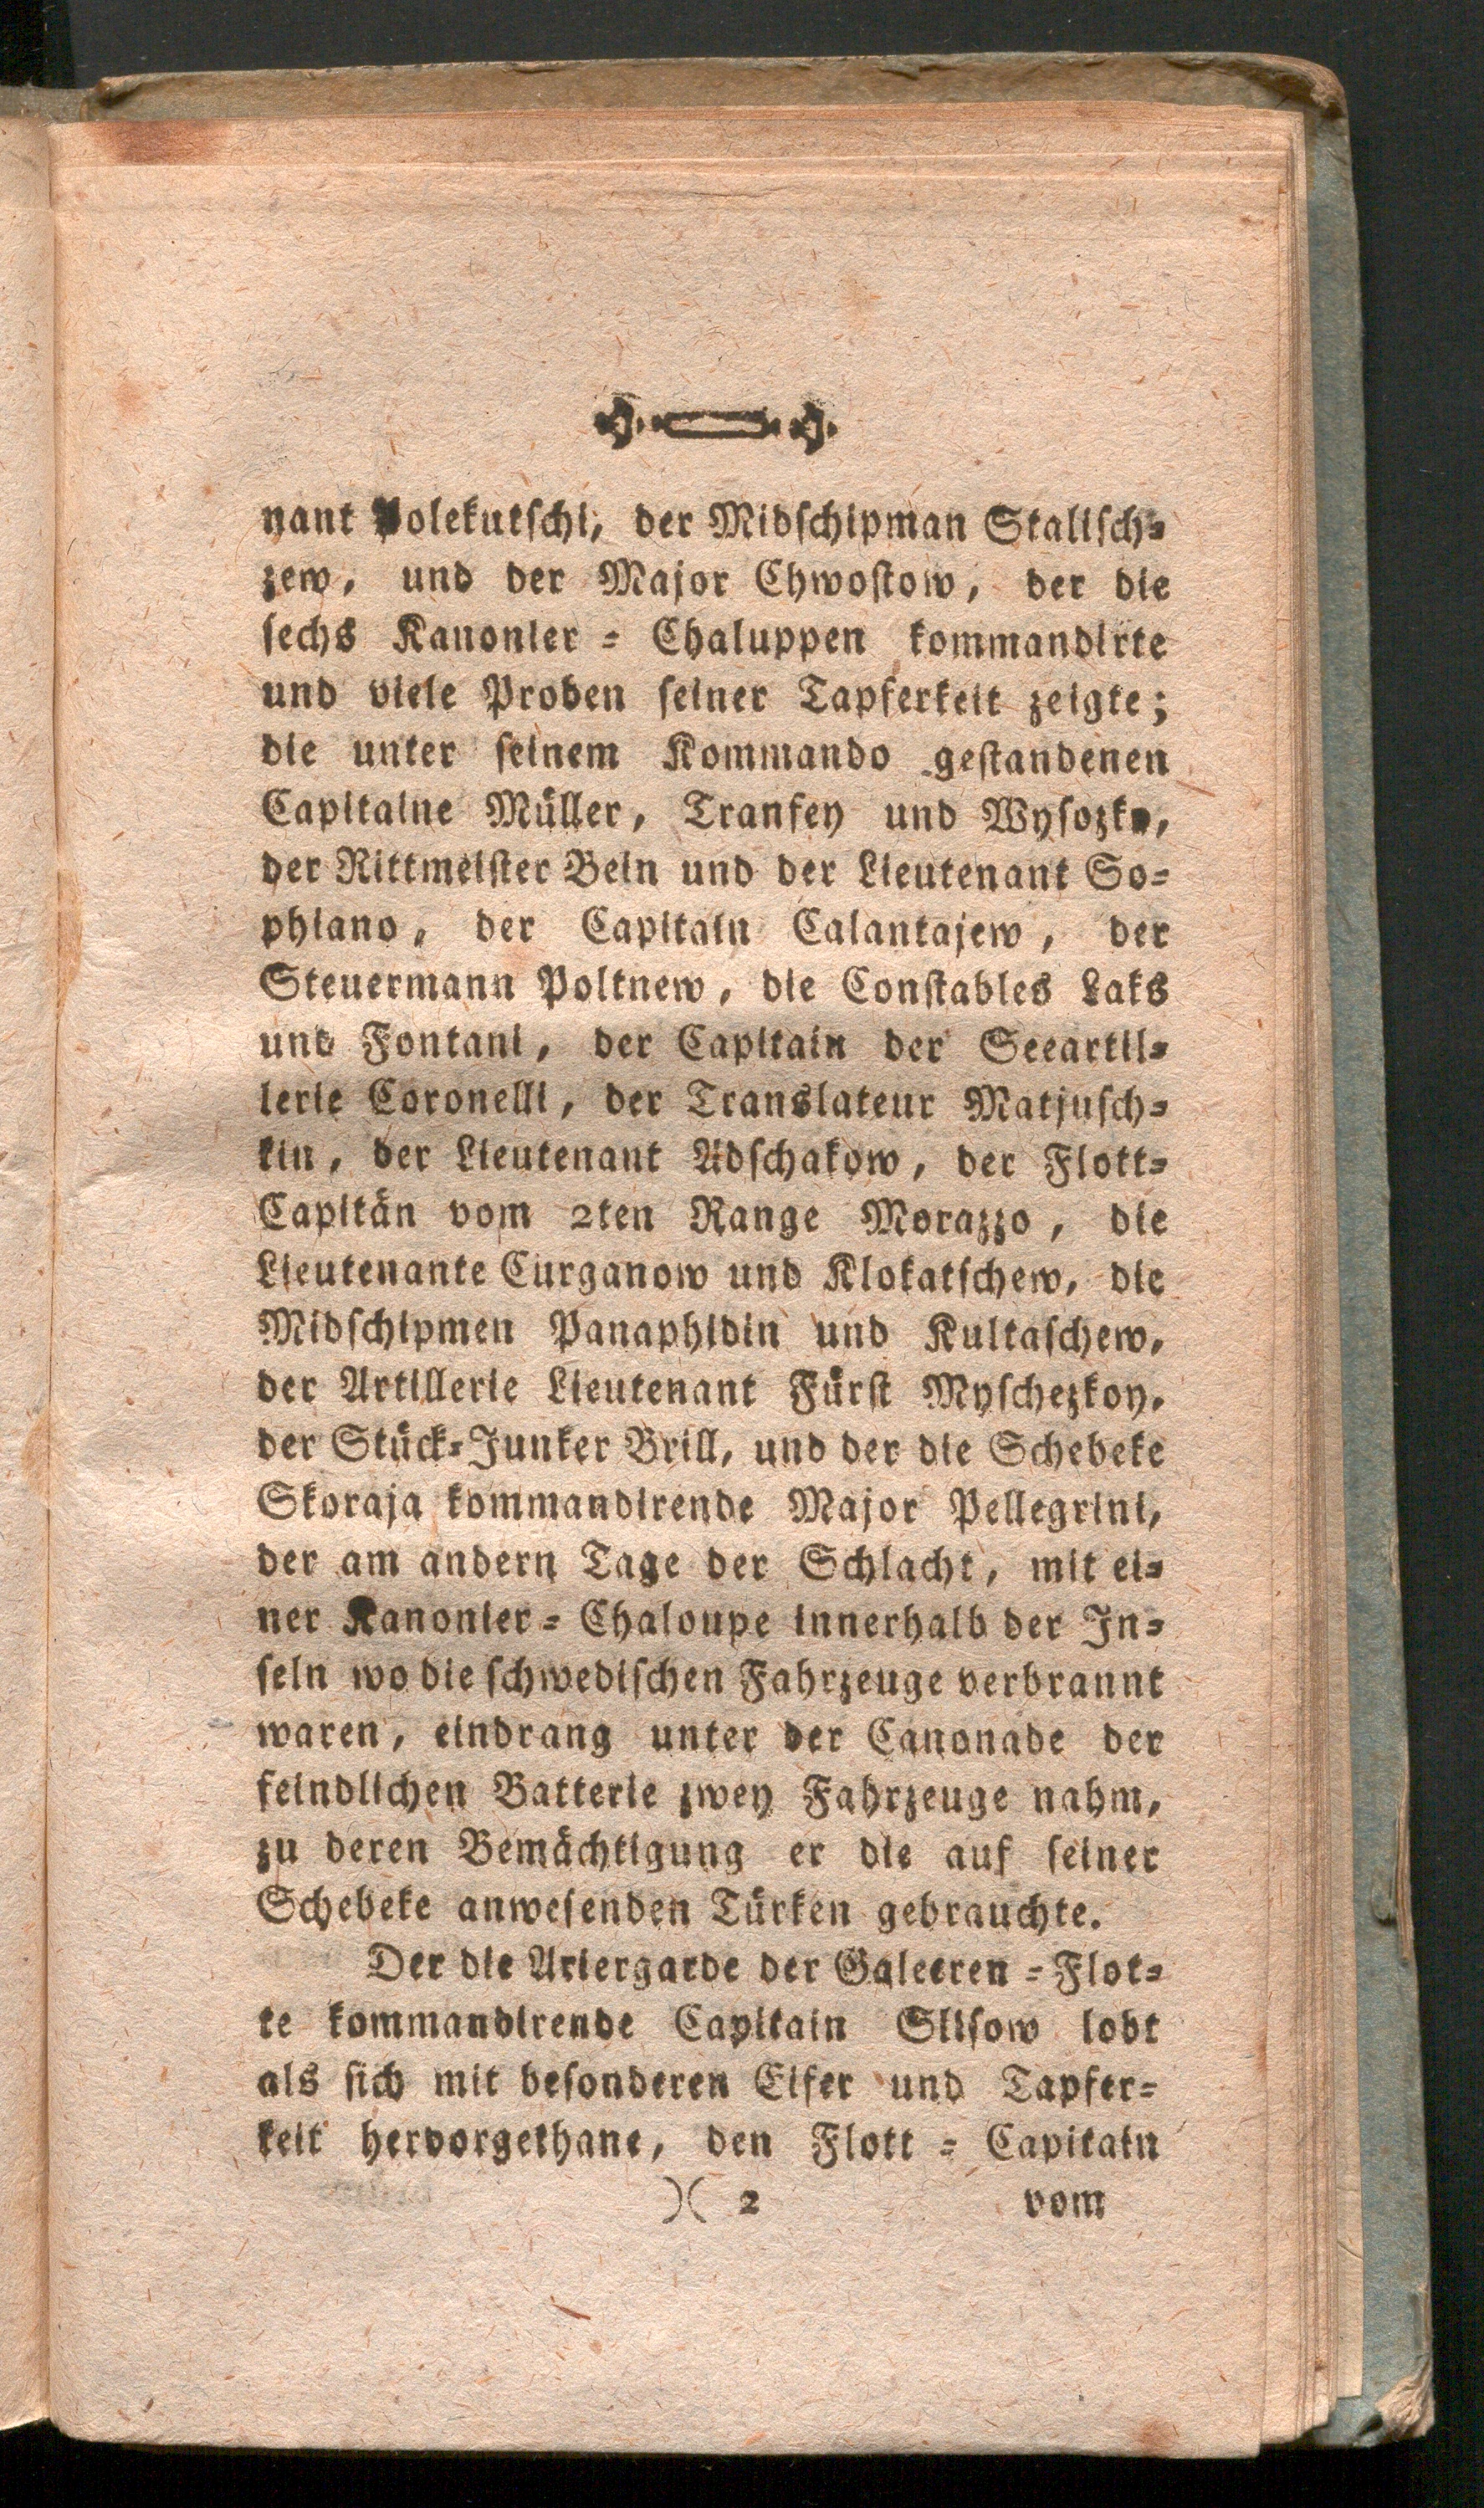 nant Polekutschi, der Midschipman Stalisch-
zew, und der Major Chwostow, der die
sechs Kanonier - Chaluppen kommandirte
und viele Proben seiner Tapferkeit zeigte;
die unter seinem Kommando gestandenen
Capitaine Müller, Tranfey und Wysozko,
der Rittmeister Bein und der Lieutenant So-
phiano, der Capitain Calantajew, der
Steuermann Poltnew, die Constables Laks
und Fontani, der Capitain der Seeartil-
lerie Coronelli, der Translateur Matjusch-
kin, der Lieutenant Adschakow, der Flott-
Capitän vom 2ten Range Morazzo, die
Lieutenante Curganow und Klokatschew, die
Midschipmen Panaphidin und Kultaschew,
der Artillerie Lieutenant Fürst Myschezkoy,
der Stück-Junker Brill, und der die Schebeke
Skoraja kommandirende Major Pellegrini,
der am andern Tage der Schlacht, mit ei-
ner Kanonier - Chaloupe innerhalb der In-
seln wo die schwedischen Fahrzeuge verbrannt
waren, eindrang unter der Canonade der
feindlichen Batterie zwey Fahrzeuge nahm,
zu deren Bemächtigung er die auf seiner
Schebeke anwesenden Türken gebrauchte.
Der die Ariergarde der Galeeren - Flot-
te kommandirende Capitain Slisow lobt
als sich mit besonderen Eifer und Tapfer-
keit hervorgethane, den Flott - Capitain
)( 2 vom